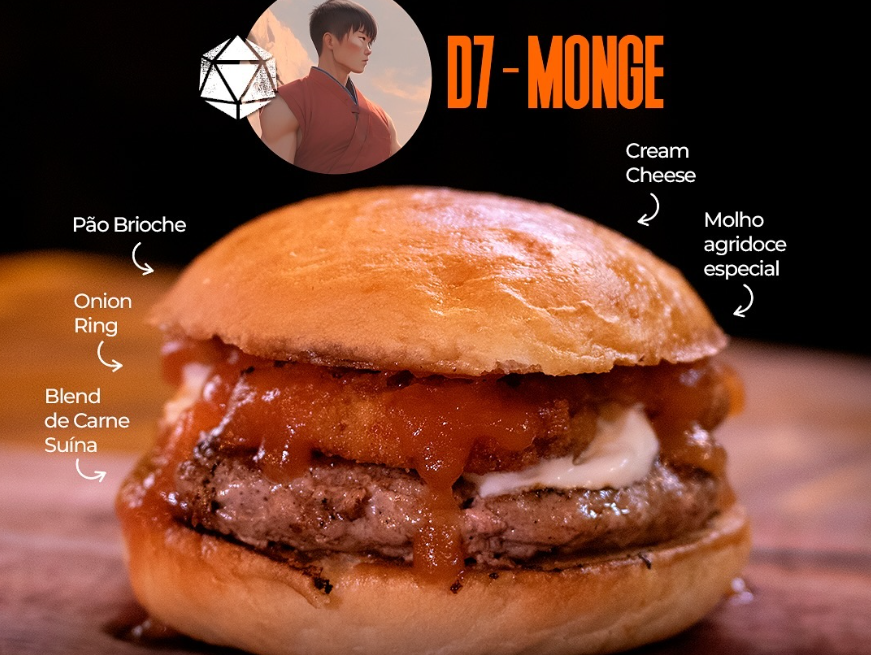 D7 - MONGE
Cream
Cheese
Molho
agridoce
especial
Pão Brioche
Onion
Ring
Blend
de Carne
Suína